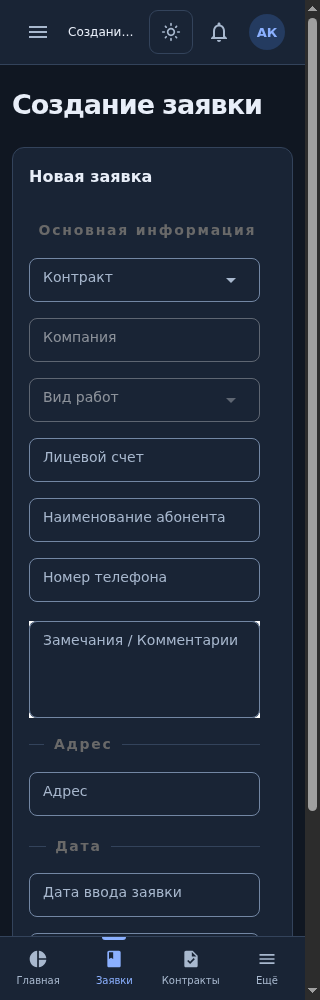 Создани...
АК
Создание заявки
Новая заявка
Основная информация
Контракт
Компания
Вид работ
Лицевой счет
Наименование абонента
Номер телефона
Замечания / Комментарии
Адрес
Адрес
Дата
Дата ввода заявки
Главная
Заявки
Контракты
Ещё